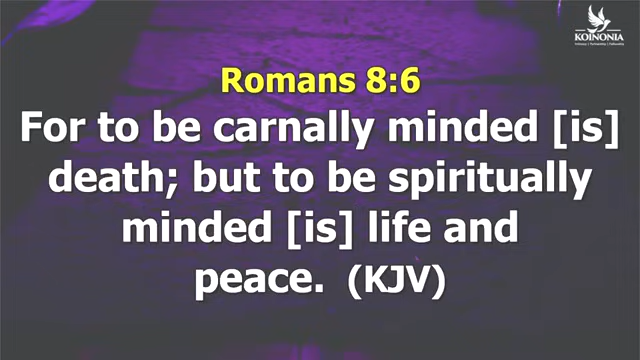 KOINONIA
Romans 8:6
For to be carnally minded [is]
death; but to be spiritually
minded [is] life and
peace. (KJV)